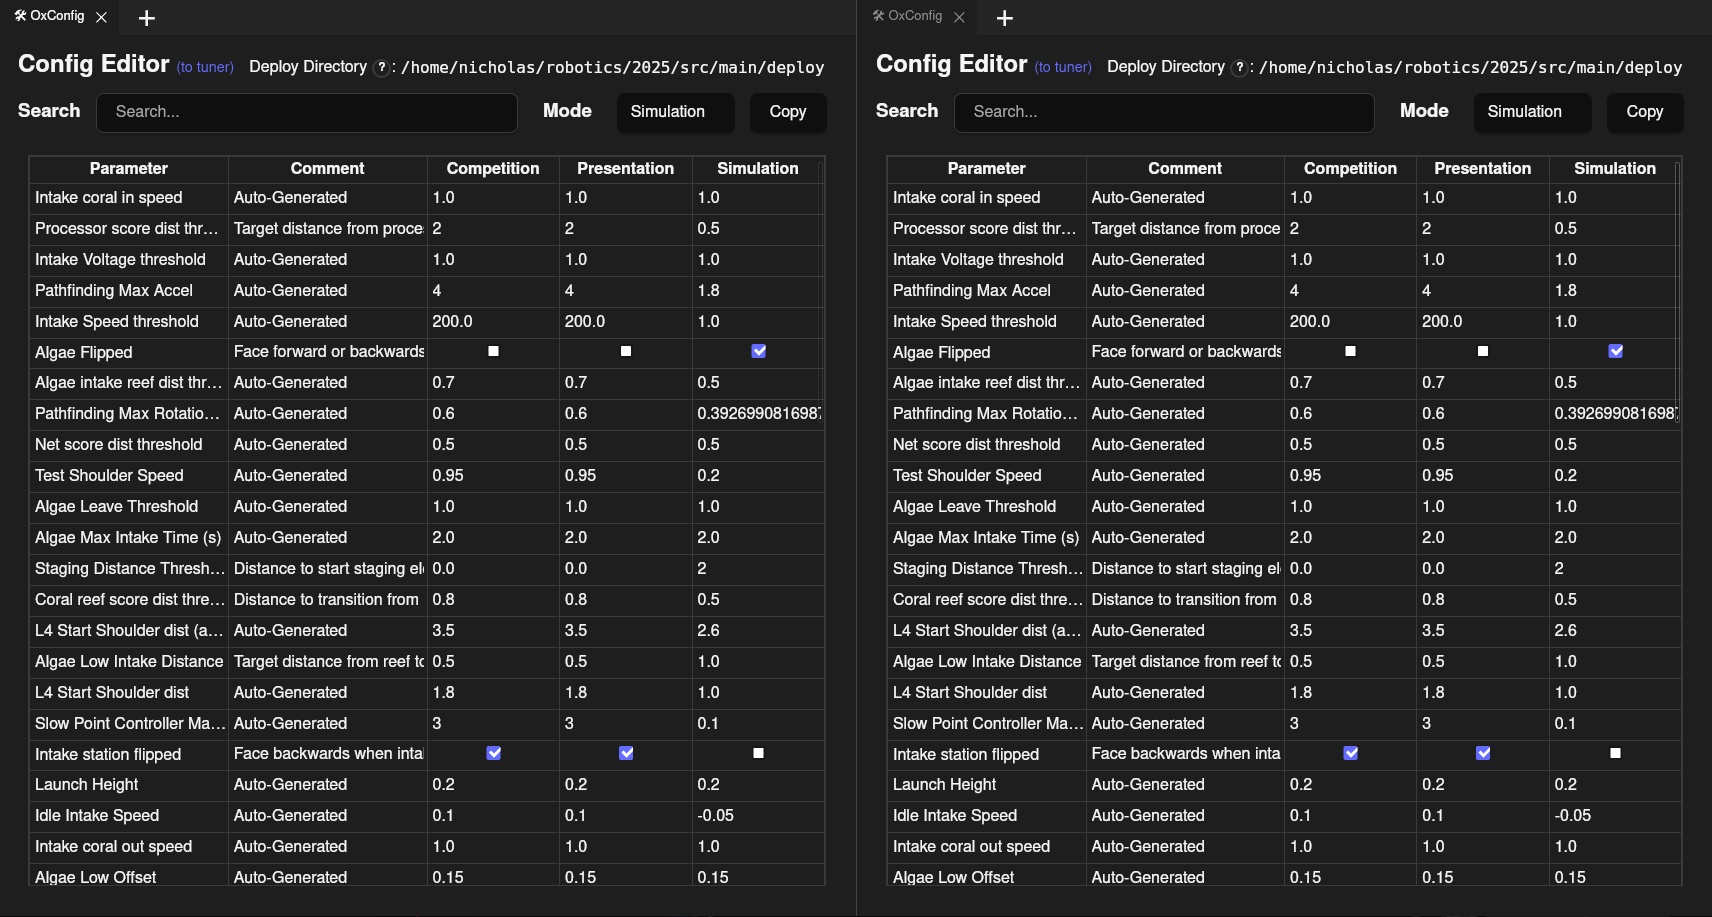 🛠 OxConfig × +
Config Editor (to tuner) Deploy Directory ? : /home/nicholas/robotics/2025/src/main/deploy
Search Search... Mode Simulation Copy
Parameter Comment Competition Presentation Simulation
Intake coral in speed Auto-Generated 1.0 1.0 1.0
Processor score dist thr... Target distance from proce 2 2 0.5
Intake Voltage threshold Auto-Generated 1.0 1.0 1.0
Pathfinding Max Accel Auto-Generated 4 4 1.8
Intake Speed threshold Auto-Generated 200.0 200.0 1.0
Algae Flipped Face forward or backwards
Algae intake reef dist thr... Auto-Generated 0.7 0.7 0.5
Pathfinding Max Rotatio... Auto-Generated 0.6 0.6 0.3926990816987
Net score dist threshold Auto-Generated 0.5 0.5 0.5
Test Shoulder Speed Auto-Generated 0.95 0.95 0.2
Algae Leave Threshold Auto-Generated 1.0 1.0 1.0
Algae Max Intake Time (s) Auto-Generated 2.0 2.0 2.0
Staging Distance Thresh... Distance to start staging el 0.0 0.0 2
Coral reef score dist thre... Distance to transition from 0.8 0.8 0.5
L4 Start Shoulder dist (a... Auto-Generated 3.5 3.5 2.6
Algae Low Intake Distance Target distance from reef to 0.5 0.5 1.0
L4 Start Shoulder dist Auto-Generated 1.8 1.8 1.0
Slow Point Controller Ma... Auto-Generated 3 3 0.1
Intake station flipped Face backwards when inta
Launch Height Auto-Generated 0.2 0.2 0.2
Idle Intake Speed Auto-Generated 0.1 0.1 -0.05
Intake coral out speed Auto-Generated 1.0 1.0 1.0
Algae Low Offset Auto-Generated 0.15 0.15 0.15
🛠 OxConfig × +
Config Editor (to tuner) Deploy Directory ? : /home/nicholas/robotics/2025/src/main/deploy
Search Search... Mode Simulation Copy
Parameter Comment Competition Presentation Simulation
Intake coral in speed Auto-Generated 1.0 1.0 1.0
Processor score dist thr... Target distance from proce 2 2 0.5
Intake Voltage threshold Auto-Generated 1.0 1.0 1.0
Pathfinding Max Accel Auto-Generated 4 4 1.8
Intake Speed threshold Auto-Generated 200.0 200.0 1.0
Algae Flipped Face forward or backwards
Algae intake reef dist thr... Auto-Generated 0.7 0.7 0.5
Pathfinding Max Rotatio... Auto-Generated 0.6 0.6 0.3926990816987
Net score dist threshold Auto-Generated 0.5 0.5 0.5
Test Shoulder Speed Auto-Generated 0.95 0.95 0.2
Algae Leave Threshold Auto-Generated 1.0 1.0 1.0
Algae Max Intake Time (s) Auto-Generated 2.0 2.0 2.0
Staging Distance Thresh... Distance to start staging el 0.0 0.0 2
Coral reef score dist thre... Distance to transition from 0.8 0.8 0.5
L4 Start Shoulder dist (a... Auto-Generated 3.5 3.5 2.6
Algae Low Intake Distance Target distance from reef to 0.5 0.5 1.0
L4 Start Shoulder dist Auto-Generated 1.8 1.8 1.0
Slow Point Controller Ma... Auto-Generated 3 3 0.1
Intake station flipped Face backwards when inta
Launch Height Auto-Generated 0.2 0.2 0.2
Idle Intake Speed Auto-Generated 0.1 0.1 -0.05
Intake coral out speed Auto-Generated 1.0 1.0 1.0
Algae Low Offset Auto-Generated 0.15 0.15 0.15